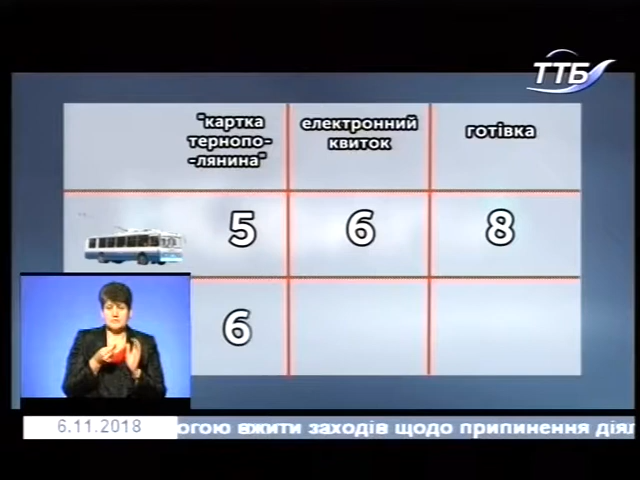 ТТБ
"картка
тернопо-
-лянина"
електронний
квиток
готівка
5
6
8
6
6.11.2018
огою вжити заходів щодо припинення діял